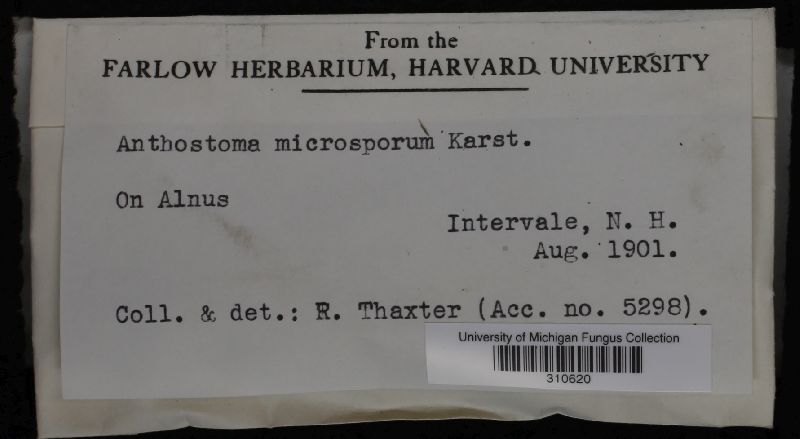 From the
FARLOW HERBARIUM, HARVARD UNIVERSITY
Anthostoma microsporum Karst.
On Alnus
Intervale, N. H.
Aug. 1901.
Coll. & det.: R. Thaxter (Acc. no. 5298).
University of Michigan Fungus Collection
310620